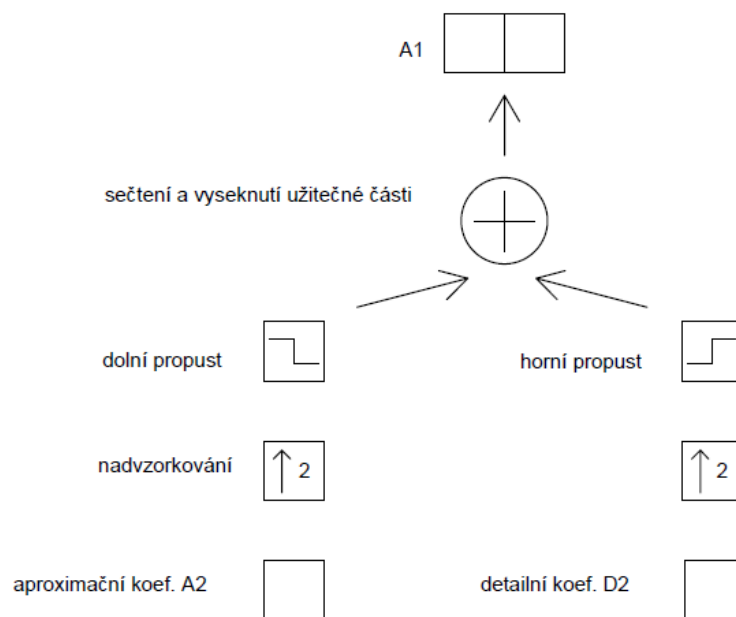 A1
sečtení a vyseknutí užitečné části
dolní propust
horní propust
nadvzorkování
2
2
aproximační koef. A2
detailní koef. D2